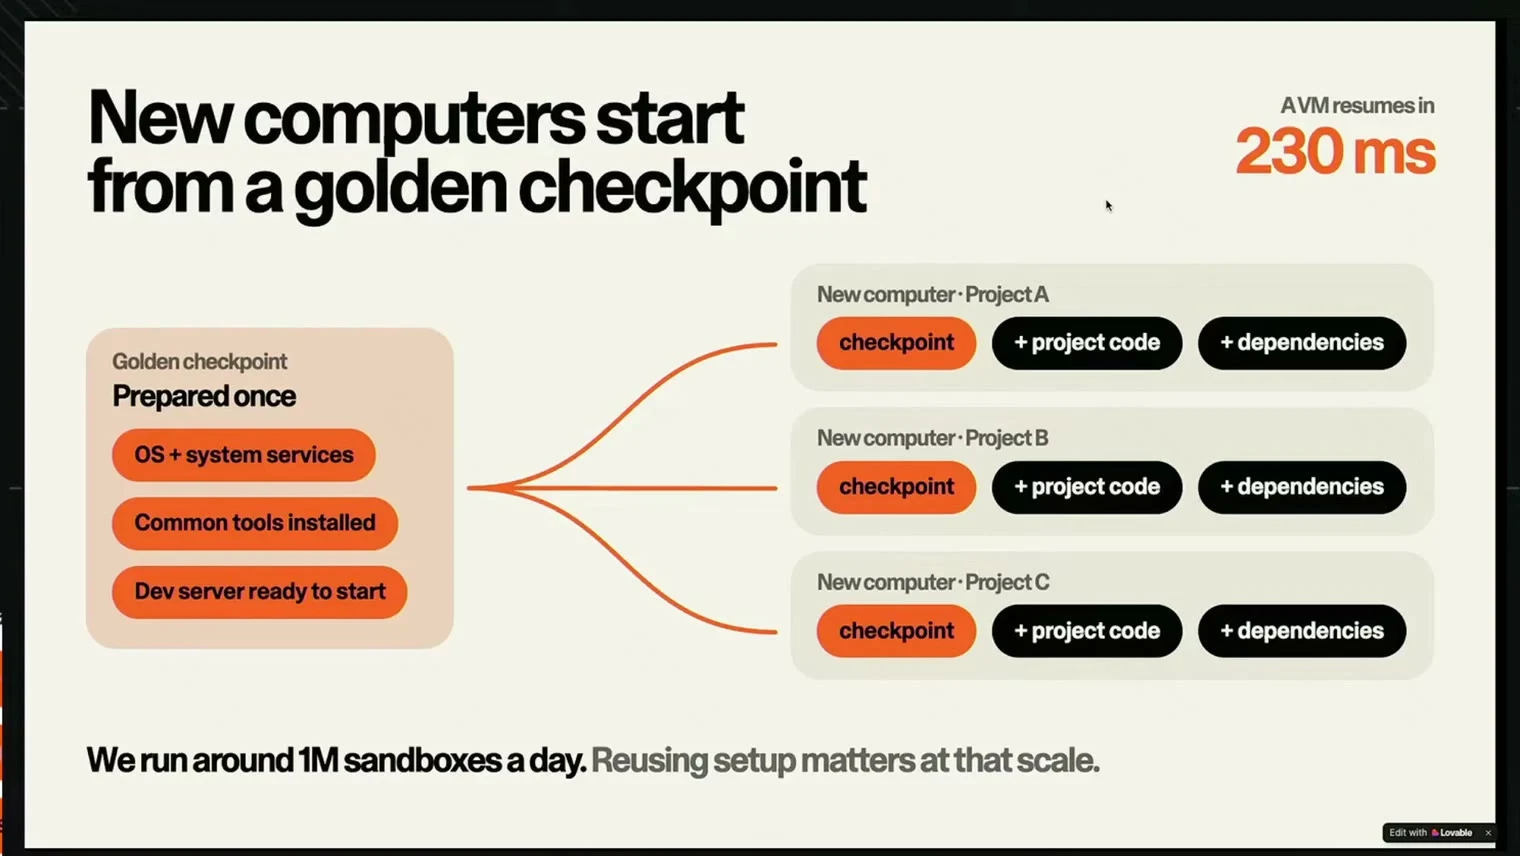 New computers start
from a golden checkpoint
A VM resumes in
230 ms
Golden checkpoint
Prepared once
OS + system services
Common tools installed
Dev server ready to start
New computer · Project A
checkpoint
+ project code
+ dependencies
New computer · Project B
checkpoint
+ project code
+ dependencies
New computer · Project C
checkpoint
+ project code
+ dependencies
We run around 1M sandboxes a day. Reusing setup matters at that scale.
Edit with Lovable ×